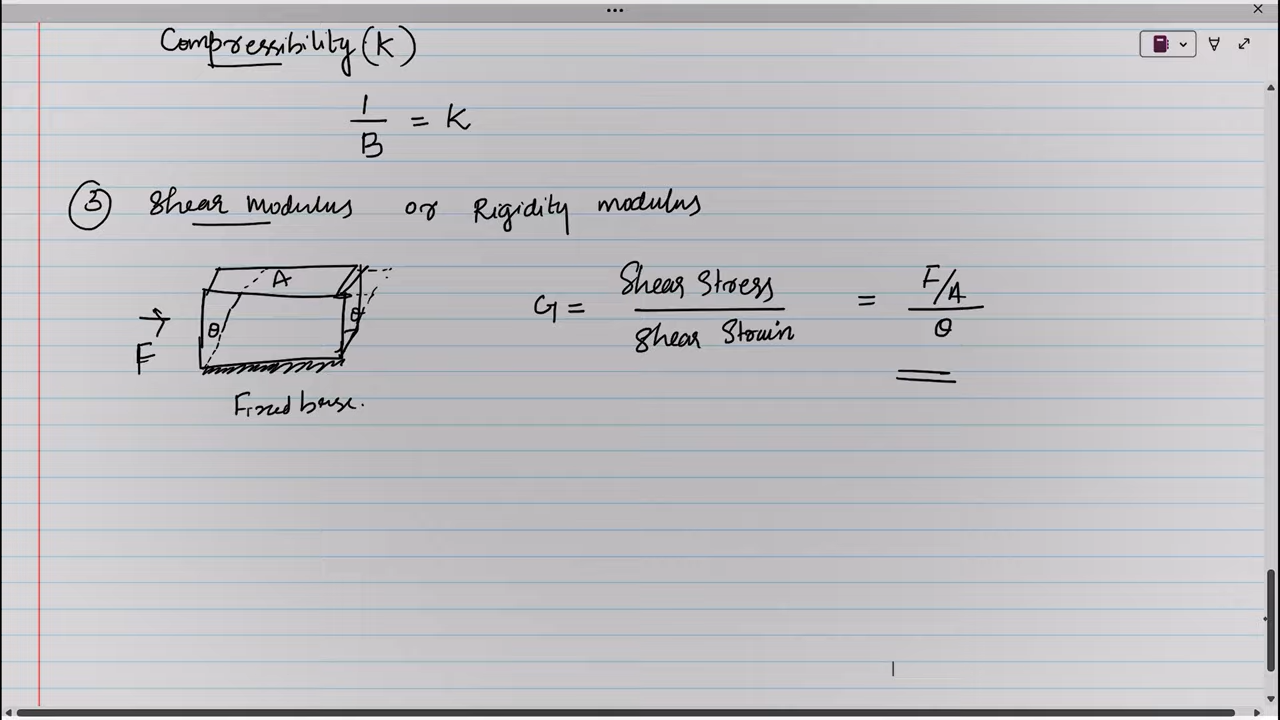 Compressibility (K)
1/B = K
③ Shear modulus or Rigidity modulus
A
θ θ
F
G = Shear Stress / Shear Strain = F/A / θ
Fixed base.